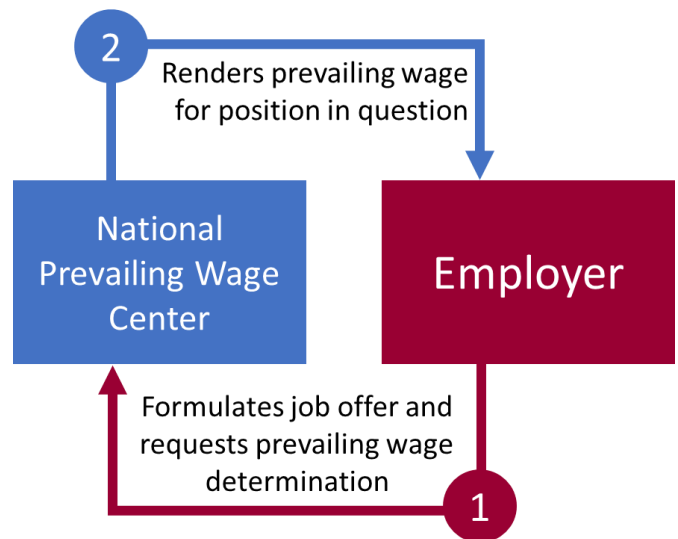 2
Renders prevailing wage
for position in question
National
Prevailing Wage
Center
Employer
Formulates job offer and
requests prevailing wage
determination
1